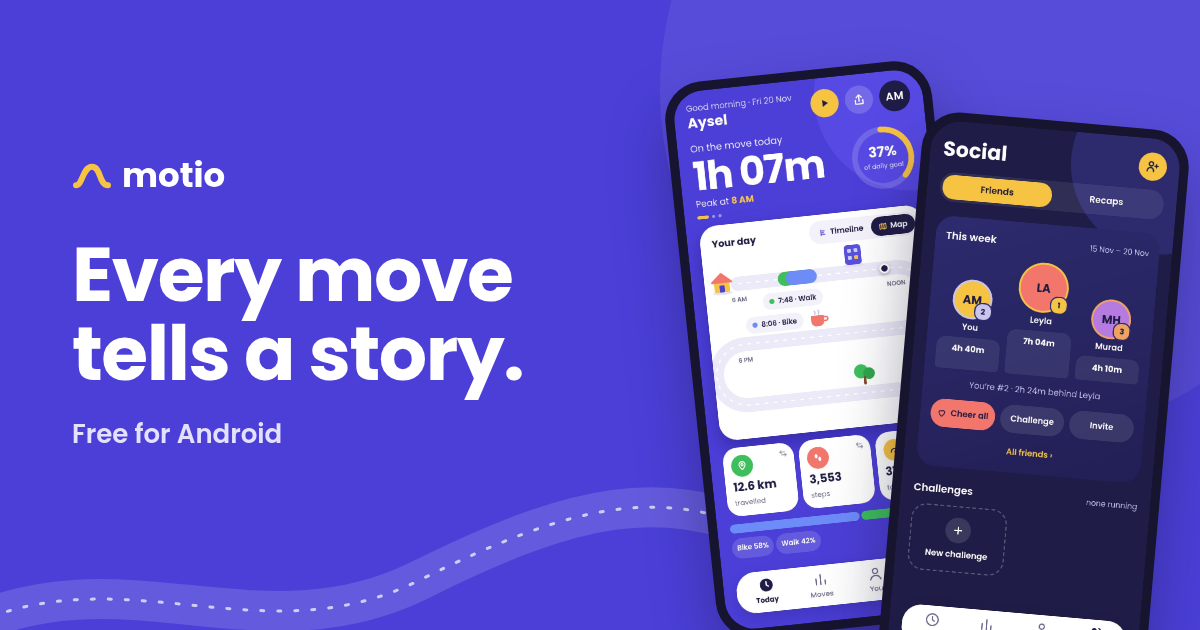 motio
Every move
tells a story.
Free for Android
Good morning · Fri 20 Nov
Aysel
AM
On the move today
1h 07m
Peak at 8 AM
37%
of daily goal
Your day
Timeline
Map
6 AM
7:48 · Walk
NOON
8:08 · Bike
6 PM
12.6 km
travelled
3,553
steps
Bike 58%
Walk 42%
Today
Moves
Social
Friends
Recaps
This week
15 Nov – 20 Nov
LA
1
AM
2
MH
3
You
Leyla
Murad
4h 40m
7h 04m
4h 10m
You're #2 · 2h 24m behind Leyla
Cheer all
Challenge
Invite
All friends ›
Challenges
none running
+
New challenge